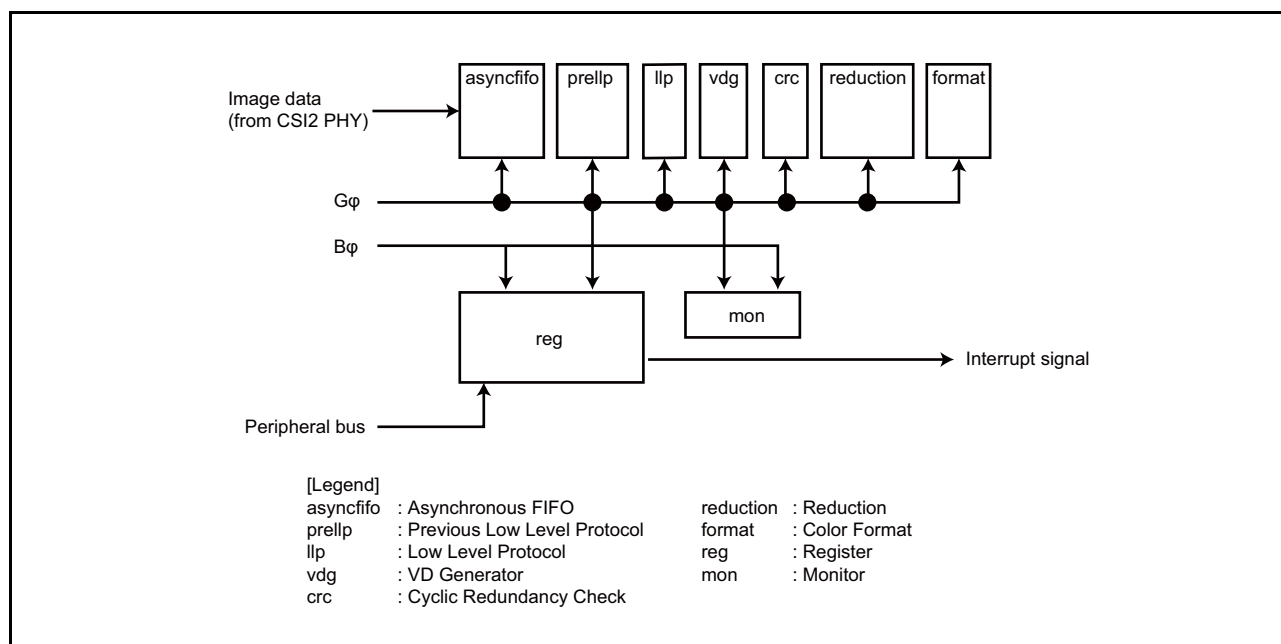 asyncfifo prellp llp vdg crc reduction format
Image data
(from CSI2 PHY)
Gφ
Bφ
reg
mon
Interrupt signal
Peripheral bus
[Legend]
asyncfifo : Asynchronous FIFO reduction : Reduction
prellp : Previous Low Level Protocol format : Color Format
llp : Low Level Protocol reg : Register
vdg : VD Generator mon : Monitor
crc : Cyclic Redundancy Check